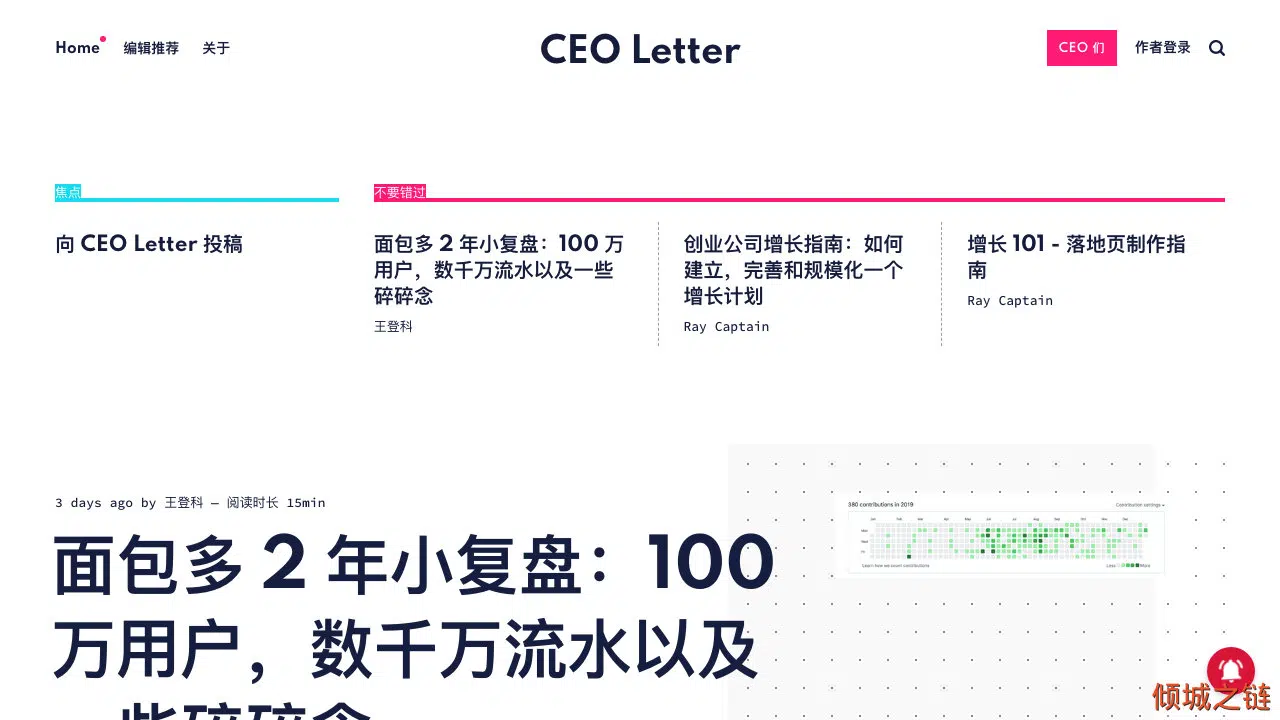 Home 编辑推荐 关于
CEO Letter
CEO 们 作者登录
焦点
向 CEO Letter 投稿
不要错过
面包多 2 年小复盘：100 万
用户，数千万流水以及一些
碎碎念
王登科
创业公司增长指南：如何
建立，完善和规模化一个
增长计划
Ray Captain
增长 101 - 落地页制作指
南
Ray Captain
3 days ago by 王登科 — 阅读时长 15min
面包多 2 年小复盘：100
万用户，数千万流水以及
一些碎碎念
380 contributions in 2019
Contribution settings
Learn how we count contributions
Less More
倾城之链